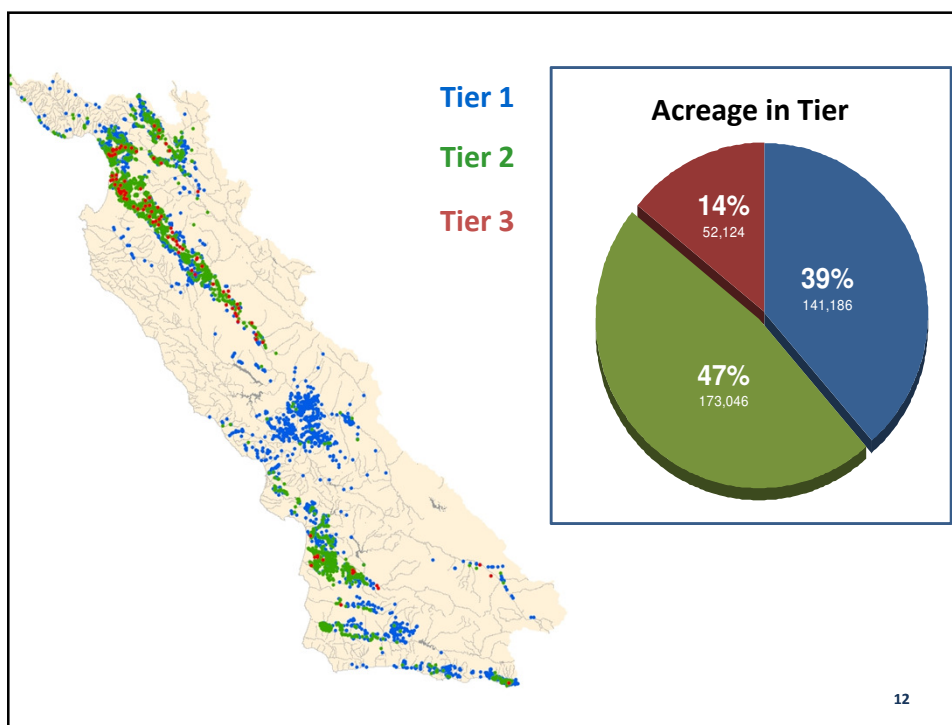 Tier 1
Tier 2
Tier 3
Acreage in Tier
14%
52,124
39%
141,186
47%
173,046
12